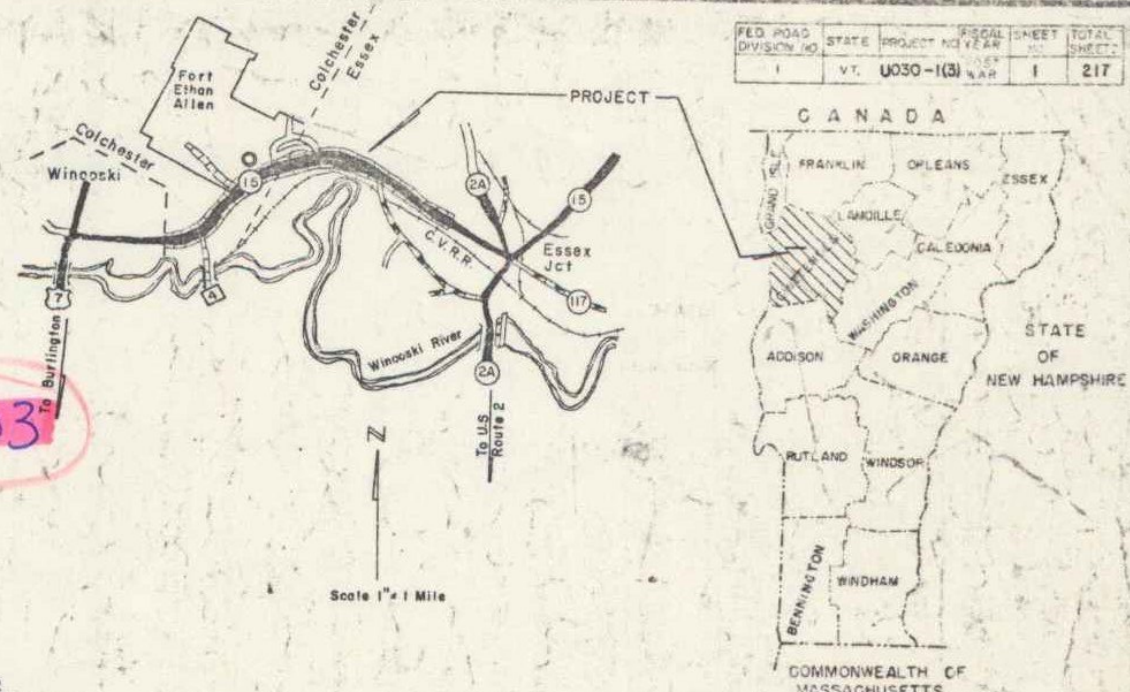 FED. ROAD DIVISION NO
STATE
PROJECT NO
FISCAL YEAR
SHEET NO
TOTAL SHEETS
1
VT.
U030-1(3)
POST WAR
1
217
Fort
Ethan
Allen
Colchester
Essex
PROJECT
Colchester
Winooski
15
2A
15
C.V.R.R.
Essex
Jct
117
7
4
Winooski River
2A
To Burlington
To U.S
Route 2
3
N
Scale 1" = 1 Mile
CANADA
GRAND ISLE
FRANKLIN
ORLEANS
ESSEX
LAMOILLE
CALEDONIA
CHITTENDEN
WASHINGTON
ADDISON
ORANGE
STATE
OF
NEW HAMPSHIRE
RUTLAND
WINDSOR
BENNINGTON
WINDHAM
COMMONWEALTH OF
MASSACHUSETTS